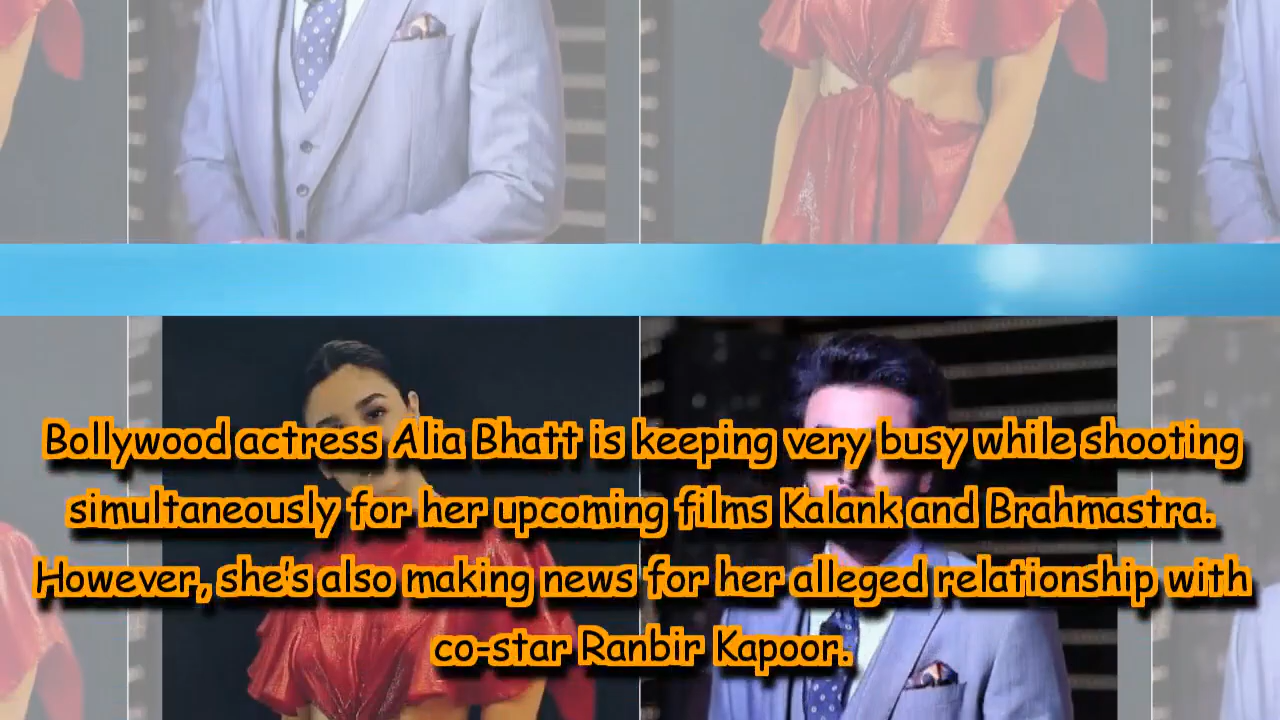 Bollywood actress Alia Bhatt is keeping very busy while shooting
simultaneously for her upcoming films Kalank and Brahmastra.
However, she's also making news for her alleged relationship with
co-star Ranbir Kapoor.